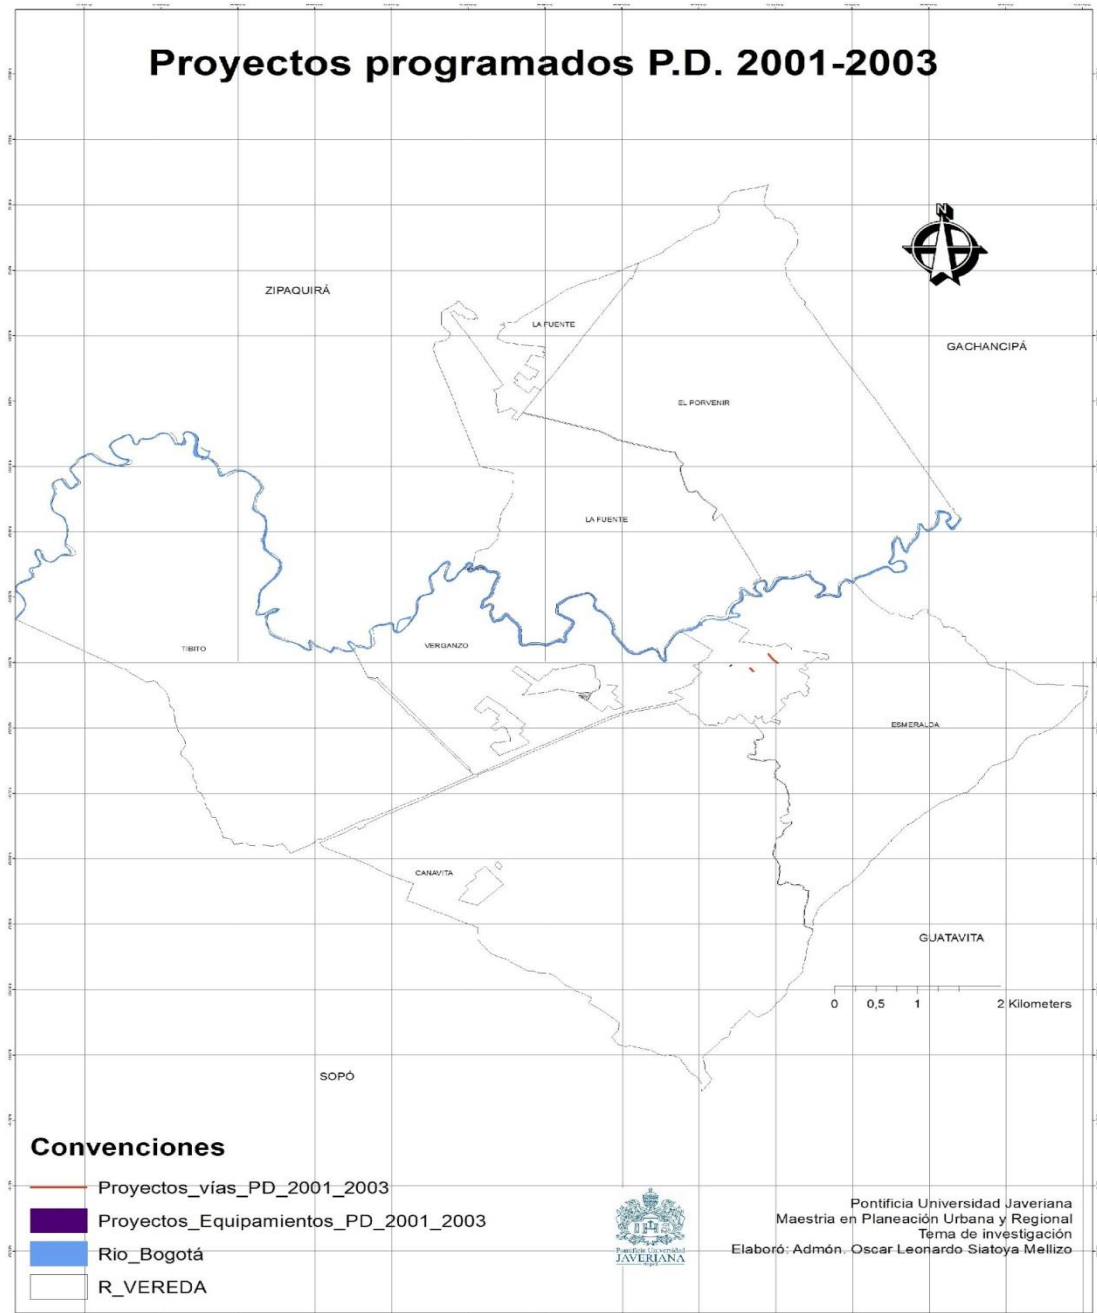 Proyectos programados P.D. 2001-2003
N
ZIPAQUIRÁ
LA FUENTE
GACHANCIPÁ
EL PORVENIR
LA FUENTE
TIBITO
VERGANZO
ESMERALDA
CANAVITA
GUATAVITA
0 0,5 1 2 Kilometers
SOPÓ
Convenciones
Proyectos_vías_PD_2001_2003
Proyectos_Equipamientos_PD_2001_2003
Rio_Bogotá
R_VEREDA
Pontificia Universidad
JAVERIANA
Pontificia Universidad Javeriana
Maestria en Planeación Urbana y Regional
Tema de investigación
Elaboró: Admón. Oscar Leonardo Siatoya Mellizo